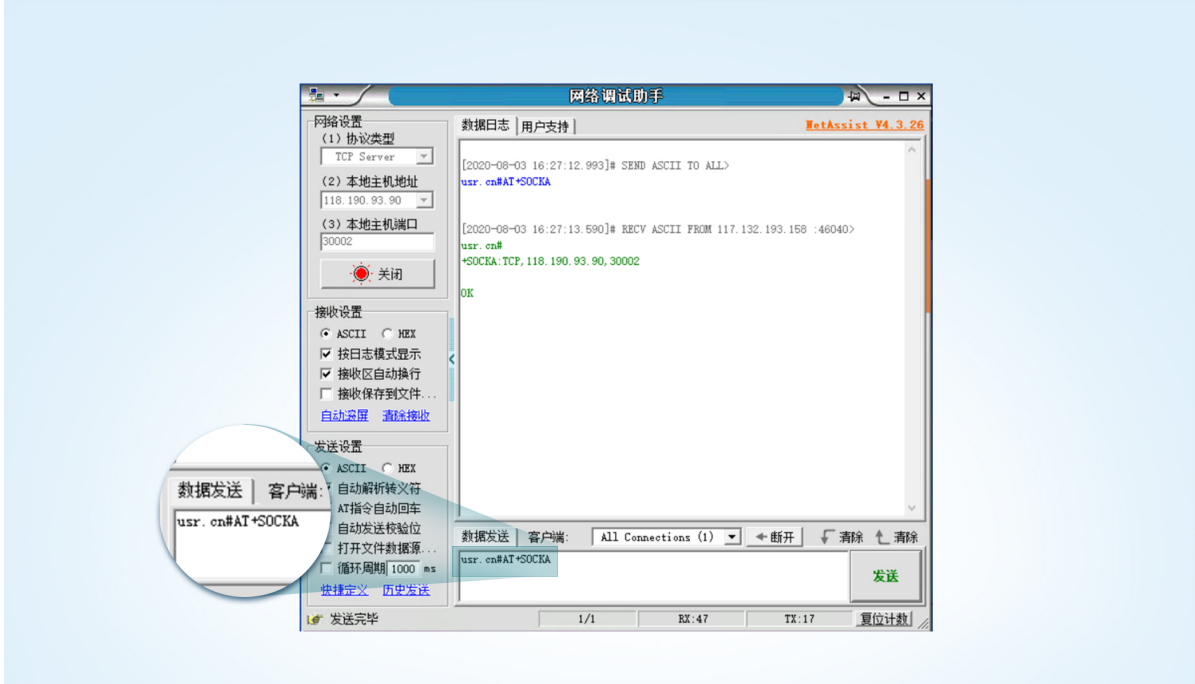 网络调试助手
网络设置
(1) 协议类型
TCP Server
(2) 本地主机地址
118.190.93.90
(3) 本地主机端口
30002
关闭
接收设置
ASCII HEX
按日志模式显示
接收区自动换行
接收保存到文件...
自动滚屏 清除接收
发送设置
ASCII HEX
自动解析转义符
AT指令自动回车
自动发送校验位
打开文件数据源...
循环周期 1000 ms
快捷定义 历史发送
数据日志 用户支持
NetAssist V4.3.26
[2020-08-03 16:27:12.993]# SEND ASCII TO ALL>
usr.cn#AT+SOCKA
[2020-08-03 16:27:13.590]# RECV ASCII FROM 117.132.193.158 :46040>
usr.cn#
+SOCKA:TCP,118.190.93.90,30002
OK
数据发送 客户端: All Connections (1) 断开 清除 清除
usr.cn#AT+SOCKA
发送
数据发送 客户端:
usr.cn#AT+SOCKA
发送完毕 1/1 RX:47 TX:17 复位计数